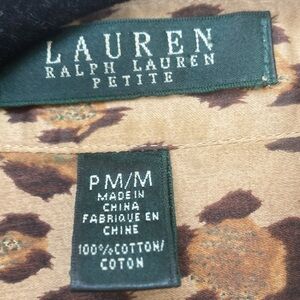 LAUREN
RALPH LAUREN
PETITE
PM/M
MADE IN
CHINA
FABRIQUE EN
CHINE
100%COTTON/
COTON